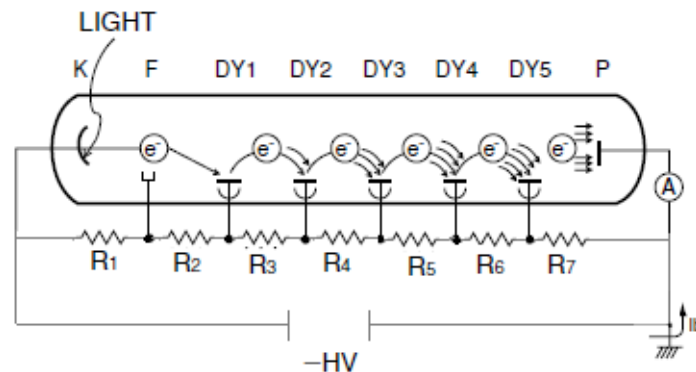 LIGHT
K F DY1 DY2 DY3 DY4 DY5 P
e- e- e- e- e- e- e-
A
R1 R2 R3 R4 R5 R6 R7
−HV